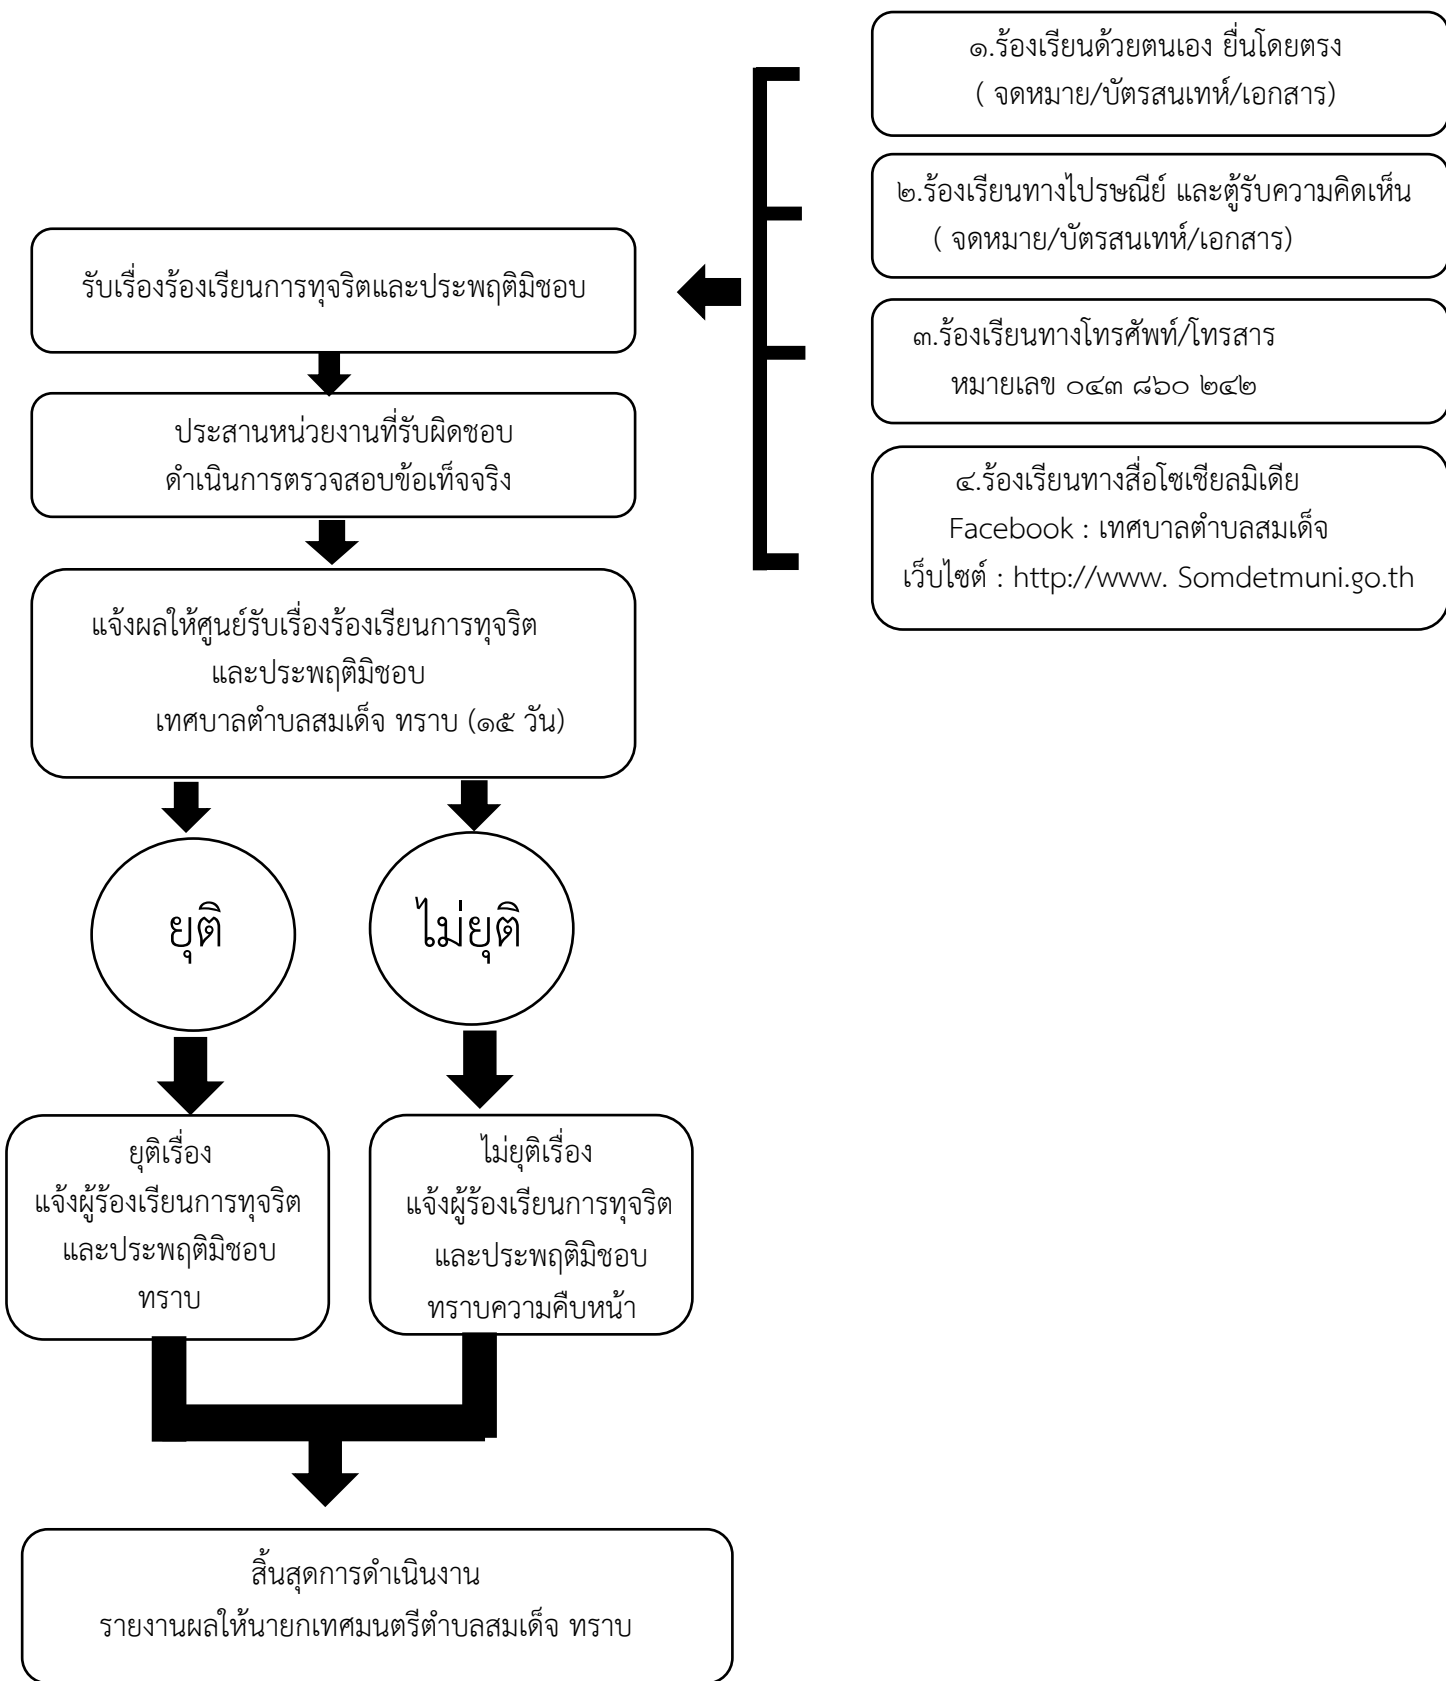 ๑.ร้องเรียนด้วยตนเอง ยื่นโดยตรง
( จดหมาย/บัตรสนเทห์/เอกสาร)
๒.ร้องเรียนทางไปรษณีย์ และตู้รับความคิดเห็น
( จดหมาย/บัตรสนเทห์/เอกสาร)
๓.ร้องเรียนทางโทรศัพท์/โทรสาร
หมายเลข ๐๔๓ ๘๖๐ ๒๔๒
๔.ร้องเรียนทางสื่อโซเชียลมิเดีย
Facebook : เทศบาลตำบลสมเด็จ
เว็บไซต์ : http://www. Somdetmuni.go.th
รับเรื่องร้องเรียนการทุจริตและประพฤติมิชอบ
ประสานหน่วยงานที่รับผิดชอบ
ดำเนินการตรวจสอบข้อเท็จจริง
แจ้งผลให้ศูนย์รับเรื่องร้องเรียนการทุจริต
และประพฤติมิชอบ
เทศบาลตำบลสมเด็จ ทราบ (๑๕ วัน)
ยุติ
ไม่ยุติ
ยุติเรื่อง
แจ้งผู้ร้องเรียนการทุจริต
และประพฤติมิชอบ
ทราบ
ไม่ยุติเรื่อง
แจ้งผู้ร้องเรียนการทุจริต
และประพฤติมิชอบ
ทราบความคืบหน้า
สิ้นสุดการดำเนินงาน
รายงานผลให้นายกเทศมนตรีตำบลสมเด็จ ทราบ